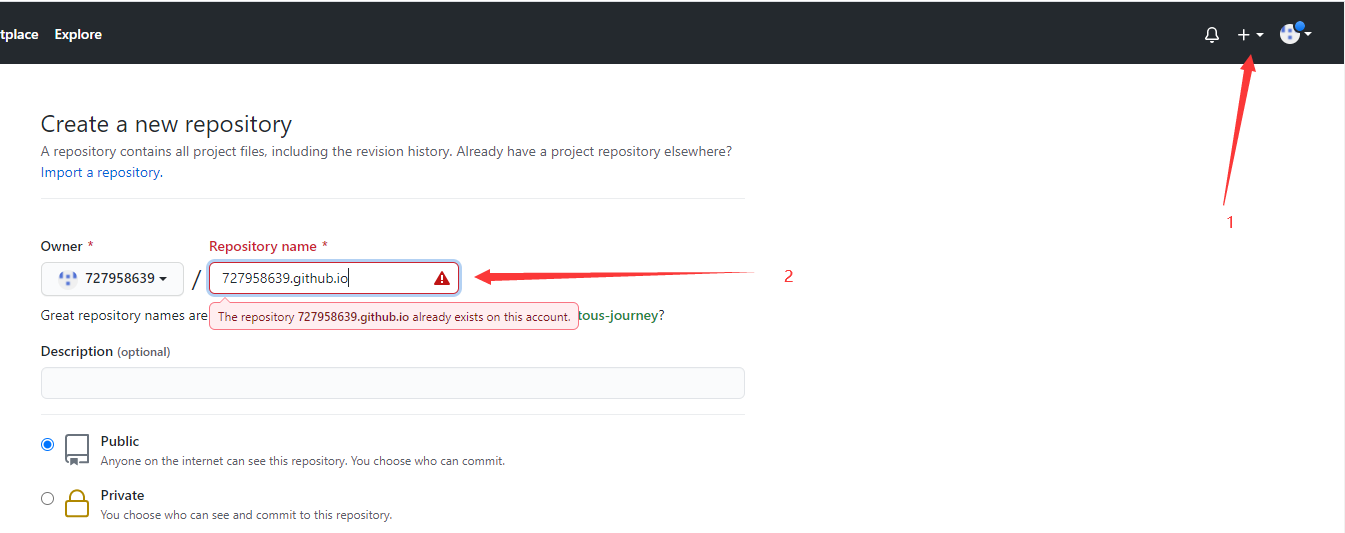 tplace Explore
1
Create a new repository
A repository contains all project files, including the revision history. Already have a project repository elsewhere?
Import a repository.
Owner * Repository name *
727958639 / 727958639.github.io
2
Great repository names are
The repository 727958639.github.io already exists on this account.
tous-journey?
Description (optional)
Public
Anyone on the internet can see this repository. You choose who can commit.
Private
You choose who can see and commit to this repository.